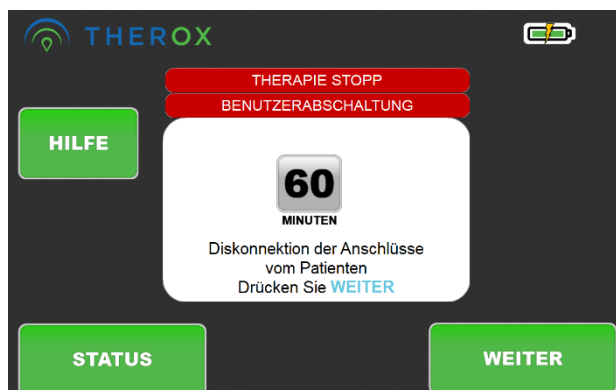 THEROX
THERAPIE STOPP
BENUTZERABSCHALTUNG
HILFE
60
MINUTEN
Diskonnektion der Anschlüsse
vom Patienten
Drücken Sie WEITER
STATUS
WEITER